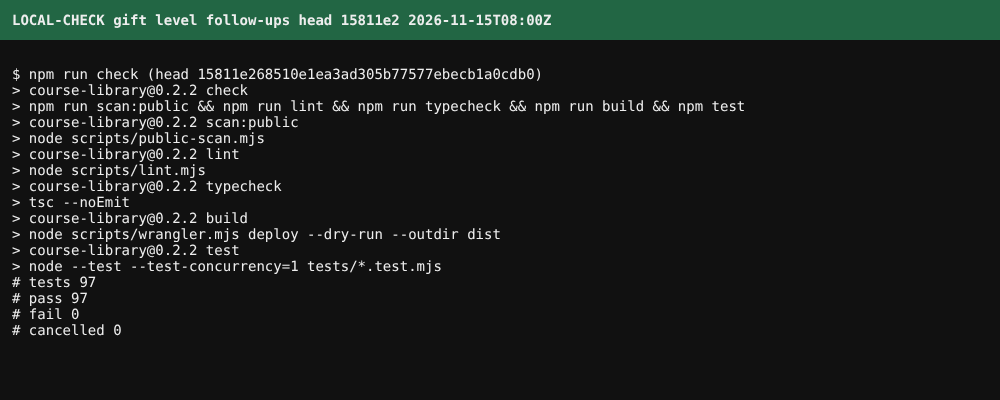 LOCAL-CHECK gift level follow-ups head 15811e2 2026-11-15T08:00Z
$ npm run check (head 15811e268510e1ea3ad305b77577ebecb1a0cdb0)
> course-library@0.2.2 check
> npm run scan:public && npm run lint && npm run typecheck && npm run build && npm test
> course-library@0.2.2 scan:public
> node scripts/public-scan.mjs
> course-library@0.2.2 lint
> node scripts/lint.mjs
> course-library@0.2.2 typecheck
> tsc --noEmit
> course-library@0.2.2 build
> node scripts/wrangler.mjs deploy --dry-run --outdir dist
> course-library@0.2.2 test
> node --test --test-concurrency=1 tests/*.test.mjs
# tests 97
# pass 97
# fail 0
# cancelled 0